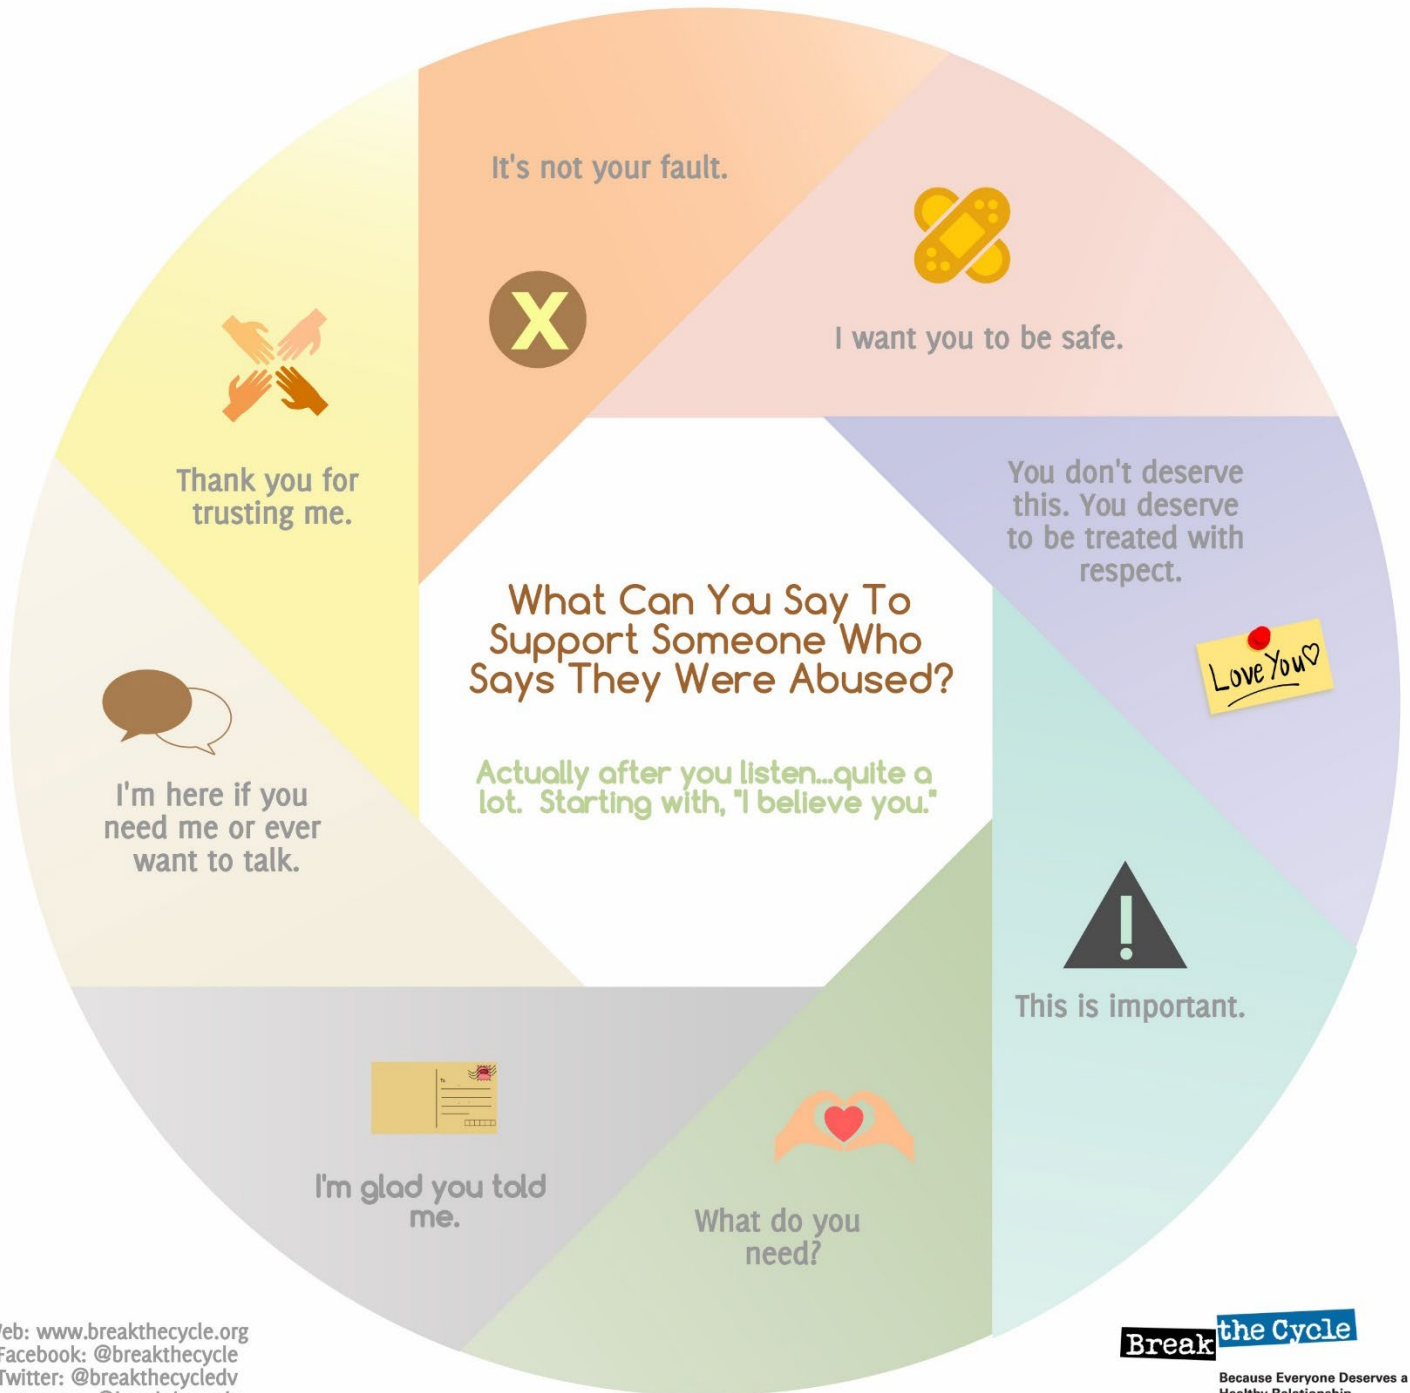 It's not your fault.
X
I want you to be safe.
You don't deserve
this. You deserve
to be treated with
respect.
Love You♡
Thank you for
trusting me.
What Can You Say To
Support Someone Who
Says They Were Abused?
Actually after you listen...quite a
lot. Starting with, "I believe you."
I'm here if you
need me or ever
want to talk.
!
This is important.
To
I'm glad you told
me.
What do you
need?
www.breakthecycle.org
Facebook: @breakthecycle
Twitter: @breakthecycledv
Break the Cycle
Because Everyone Deserves a